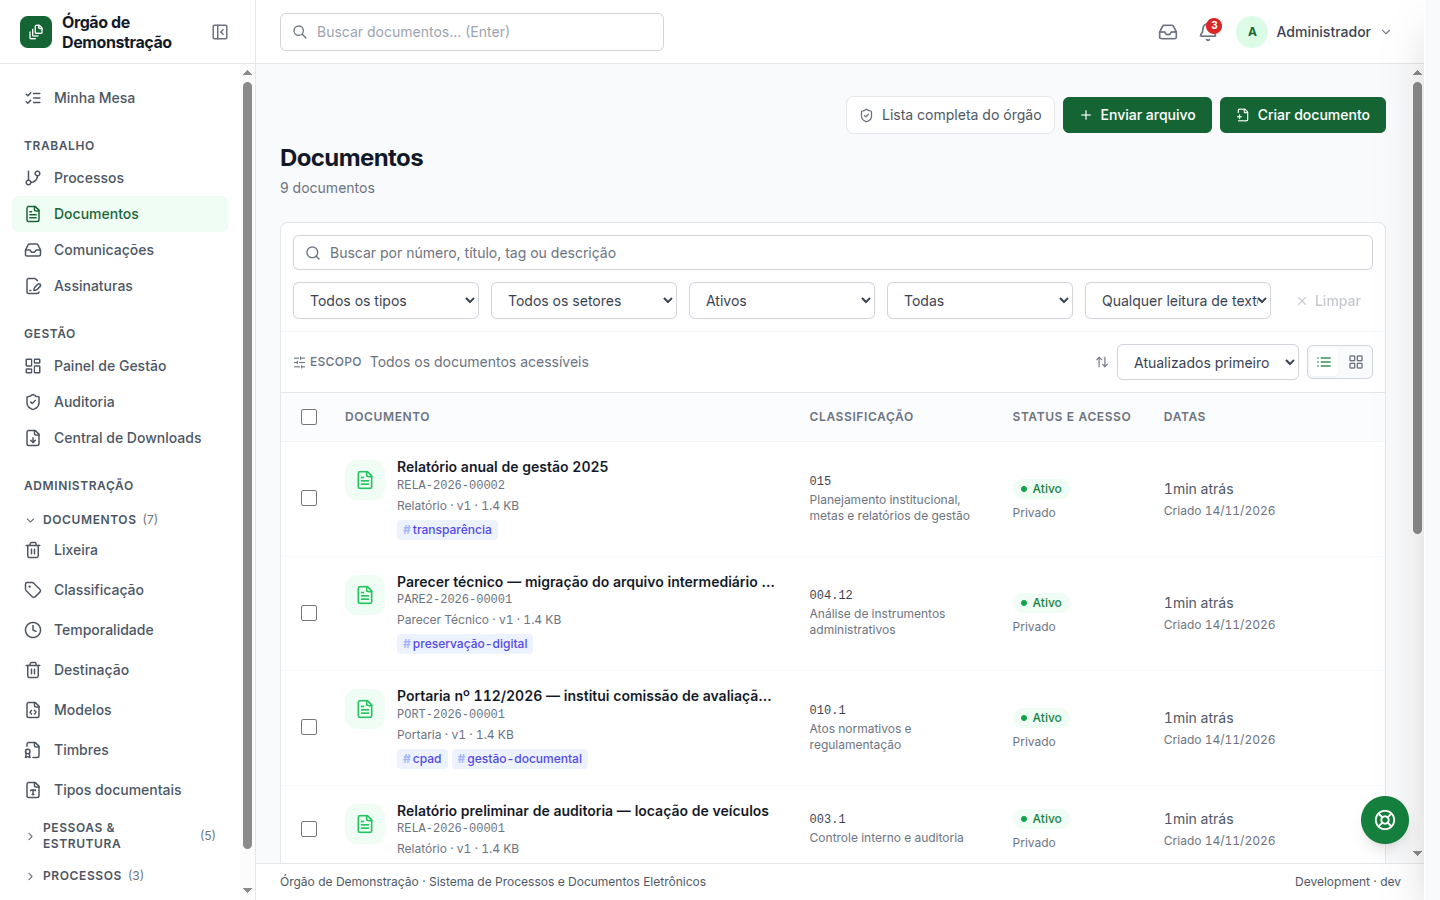 Órgão de
Demonstração
Buscar documentos... (Enter)
3
A
Administrador
Minha Mesa
TRABALHO
Processos
Documentos
Comunicações
Assinaturas
GESTÃO
Painel de Gestão
Auditoria
Central de Downloads
ADMINISTRAÇÃO
DOCUMENTOS (7)
Lixeira
Classificação
Temporalidade
Destinação
Modelos
Timbres
Tipos documentais
PESSOAS &
ESTRUTURA
(5)
PROCESSOS (3)
Lista completa do órgão
Enviar arquivo
Criar documento
Documentos
9 documentos
Buscar por número, título, tag ou descrição
Todos os tipos
Todos os setores
Ativos
Todas
Qualquer leitura de text
Limpar
ESCOPO Todos os documentos acessíveis
Atualizados primeiro
DOCUMENTO CLASSIFICAÇÃO STATUS E ACESSO DATAS
Relatório anual de gestão 2025
RELA-2026-00002
Relatório · v1 · 1.4 KB
#transparência
015
Planejamento institucional,
metas e relatórios de gestão
Ativo
Privado
1min atrás
Criado 14/11/2026
Parecer técnico — migração do arquivo intermediário ...
PARE2-2026-00001
Parecer Técnico · v1 · 1.4 KB
#preservação-digital
004.12
Análise de instrumentos
administrativos
Ativo
Privado
1min atrás
Criado 14/11/2026
Portaria nº 112/2026 — institui comissão de avaliaçã...
PORT-2026-00001
Portaria · v1 · 1.4 KB
#cpad #gestão-documental
010.1
Atos normativos e
regulamentação
Ativo
Privado
1min atrás
Criado 14/11/2026
Relatório preliminar de auditoria — locação de veículos
RELA-2026-00001
Relatório · v1 · 1.4 KB
003.1
Controle interno e auditoria
Ativo
Privado
1min atrás
Criado 14/11/2026
Órgão de Demonstração · Sistema de Processos e Documentos Eletrônicos
Development · dev